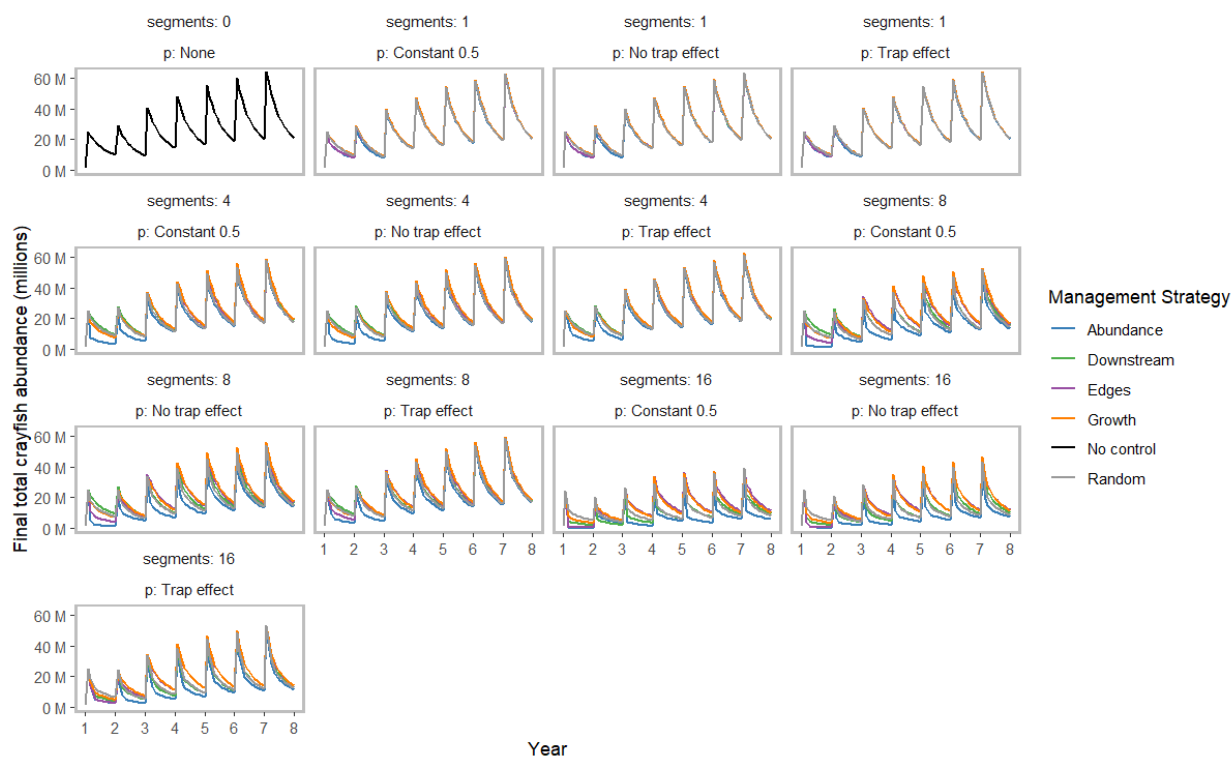 segments: 0
segments: 1
segments: 1
segments: 1
p: None
p: Constant 0.5
p: No trap effect
p: Trap effect
60 M
40 M
20 M
0 M
segments: 4
segments: 4
segments: 4
segments: 8
p: Constant 0.5
p: No trap effect
p: Trap effect
p: Constant 0.5
60 M
40 M
20 M
0 M
segments: 8
segments: 8
segments: 16
segments: 16
p: No trap effect
p: Trap effect
p: Constant 0.5
p: No trap effect
60 M
40 M
20 M
0 M
1 2 3 4 5 6 7 8
1 2 3 4 5 6 7 8
1 2 3 4 5 6 7 8
segments: 16
p: Trap effect
60 M
40 M
20 M
0 M
1 2 3 4 5 6 7 8
Year
Final total crayfish abundance (millions)
Management Strategy
Abundance
Downstream
Edges
Growth
No control
Random